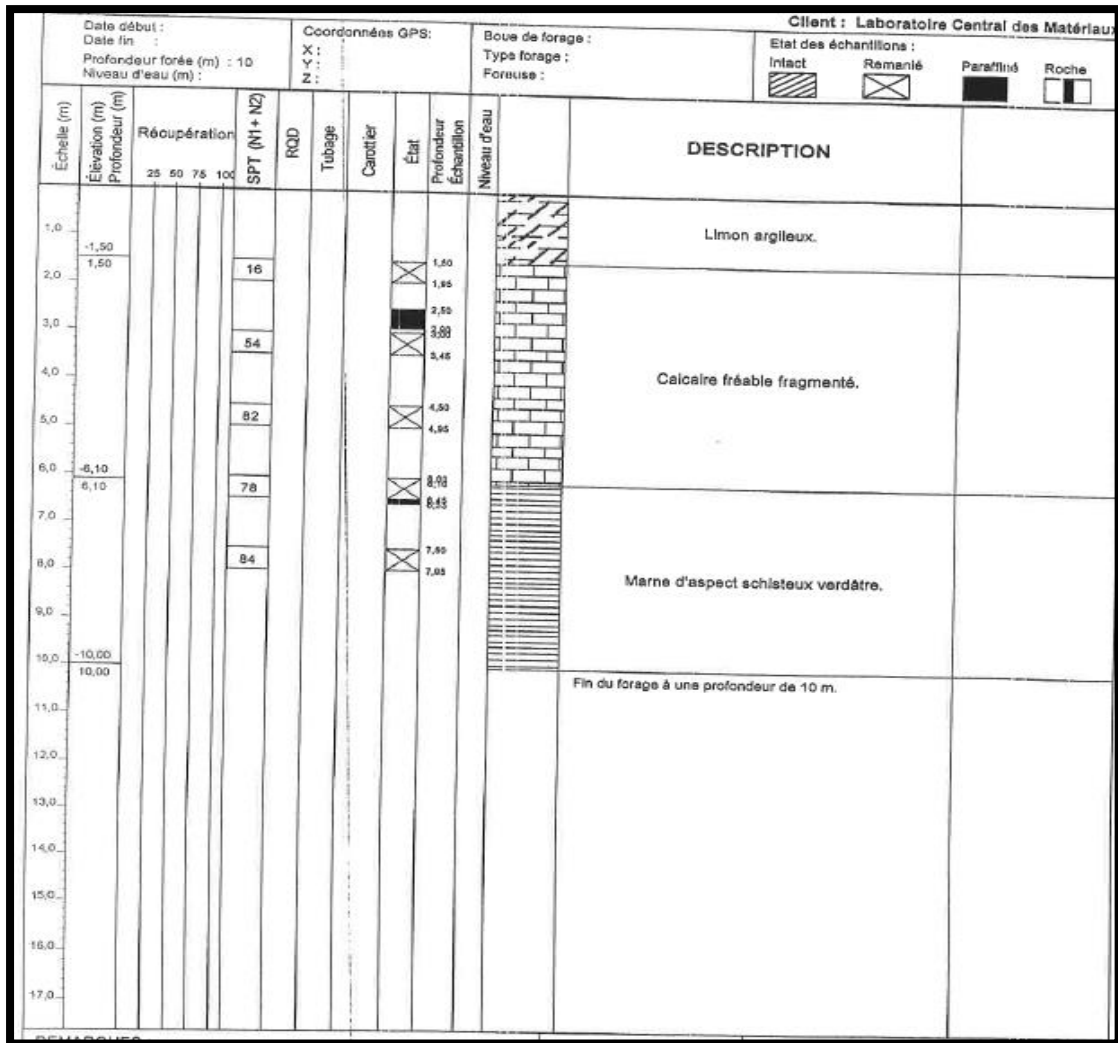 Client : Laboratoire Central des Matériaux
Date début :
Date fin :
Profondeur forée (m) : 10
Niveau d'eau (m) :
Coordonnées GPS:
X :
Y :
Z :
Boue de forage :
Type forage :
Foreuse :
Etat des échantillons :
Intact Remanié Paraffiné Roche
Échelle (m)
Élévation (m)
Profondeur (m)
Récupération
25 50 75 100
SPT (N1+ N2)
RQD
Tubage
Carottier
État
Profondeur
Échantillon
Niveau d'eau
DESCRIPTION
1,0
Limon argileux.
-1,50
1,50
16
1,50
1,95
2,0
2,50
3,0
3,00
54
3,45
4,0
Calcaire fréable fragmenté.
4,50
82
4,95
5,0
6,0
-6,10
6,10
78
7,0
7,50
84
7,95
8,0
Marne d'aspect schisteux verdâtre.
9,0
10,0
-10,00
10,00
Fin du forage à une profondeur de 10 m.
11,0
12,0
13,0
14,0
15,0
16,0
17,0